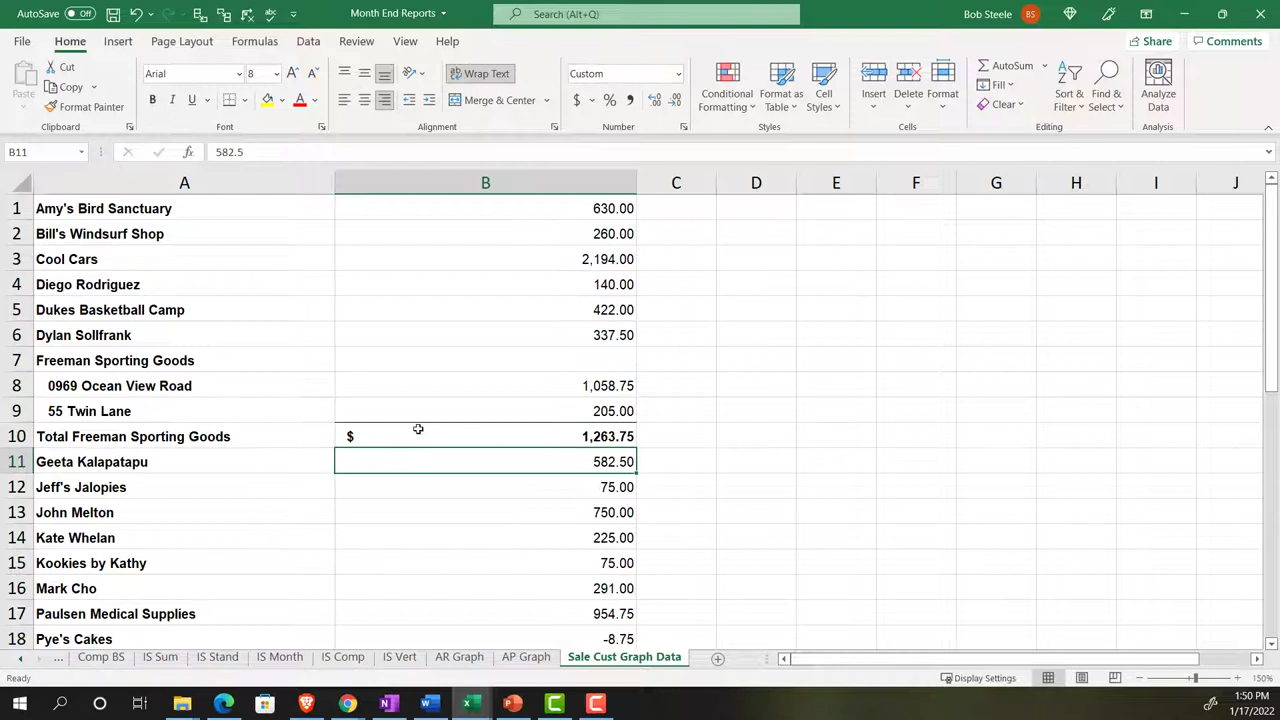 AutoSave Off Month End Reports Search (Alt+Q) Bob Steele BS
File Home Insert Page Layout Formulas Data Review View Help Share Comments
Paste Cut Copy Format Painter Clipboard
Arial 8 B I U A Font
Wrap Text Merge & Center Alignment
Custom $ % Number
Conditional Formatting Format as Table Cell Styles Styles
Insert Delete Format Cells
AutoSum Fill Clear Sort & Filter Find & Select Editing
Analyze Data Analysis
B11 fx 582.5
A B C D E F G H I J
1 Amy's Bird Sanctuary 630.00
2 Bill's Windsurf Shop 260.00
3 Cool Cars 2,194.00
4 Diego Rodriguez 140.00
5 Dukes Basketball Camp 422.00
6 Dylan Sollfrank 337.50
7 Freeman Sporting Goods
8 0969 Ocean View Road 1,058.75
9 55 Twin Lane 205.00
10 Total Freeman Sporting Goods $ 1,263.75
11 Geeta Kalapatapu 582.50
12 Jeff's Jalopies 75.00
13 John Melton 750.00
14 Kate Whelan 225.00
15 Kookies by Kathy 75.00
16 Mark Cho 291.00
17 Paulsen Medical Supplies 954.75
18 Pye's Cakes -8.75
... Comp BS IS Sum IS Stand IS Month IS Comp IS Vert AR Graph AP Graph Sale Cust Graph Data
Ready Display Settings 150%
1:50 PM
1/17/2022